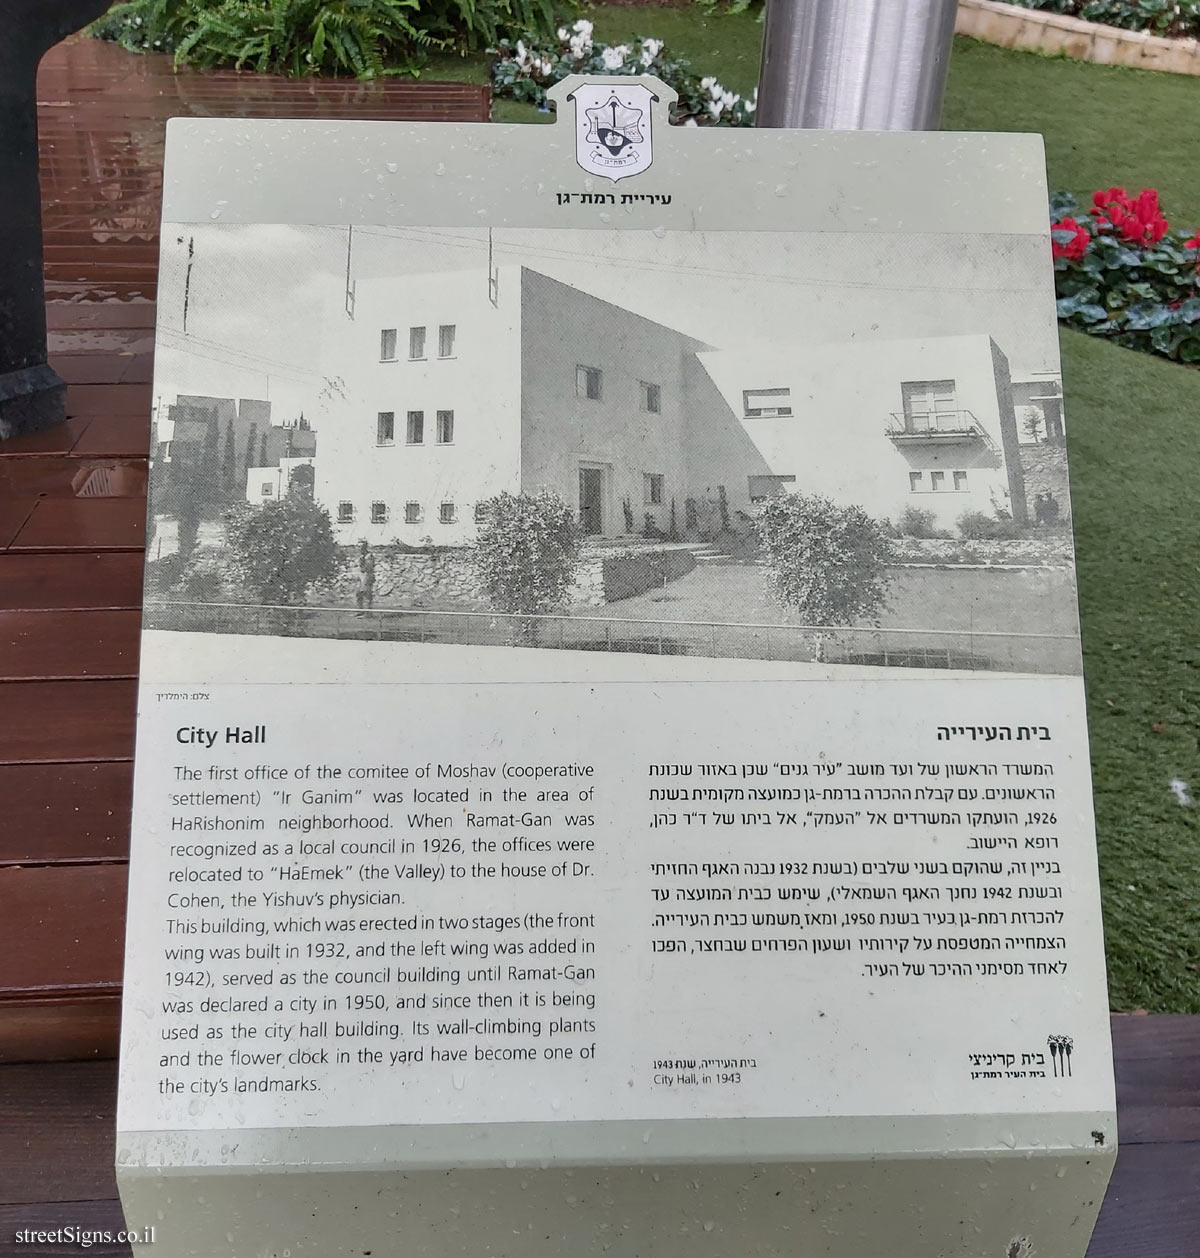 רמת-גן
עיריית רמת-גן
צלם: הימלריך
City Hall
The first office of the comitee of Moshav (cooperative
settlement) "Ir Ganim" was located in the area of
HaRishonim neighborhood. When Ramat-Gan was
recognized as a local council in 1926, the offices were
relocated to "HaEmek" (the Valley) to the house of Dr.
Cohen, the Yishuv's physician.
This building, which was erected in two stages (the front
wing was built in 1932, and the left wing was added in
1942), served as the council building until Ramat-Gan
was declared a city in 1950, and since then it is being
used as the city hall building. Its wall-climbing plants
and the flower clock in the yard have become one of
the city's landmarks.
בית העירייה
המשרד הראשון של ועד מושב "עיר גנים" שכן באזור שכונת
הראשונים. עם קבלת ההכרה ברמת-גן כמועצה מקומית בשנת
1926, הועתקו המשרדים אל "העמק", אל ביתו של ד"ר כהן,
רופא היישוב.
בניין זה, שהוקם בשני שלבים (בשנת 1932 נבנה האגף החזיתי
ובשנת 1942 נחנך האגף השמאלי), שימש כבית המועצה עד
להכרזת רמת-גן כעיר בשנת 1950, ומאז משמש כבית העירייה.
הצמחייה המטפסת על קירותיו ושעון הפרחים שבחצר, הפכו
לאחד מסימני ההיכר של העיר.
בית העירייה, שנת 1943
City Hall, in 1943
בית קריניצי
בית העיר רמת-גן
streetSigns.co.il